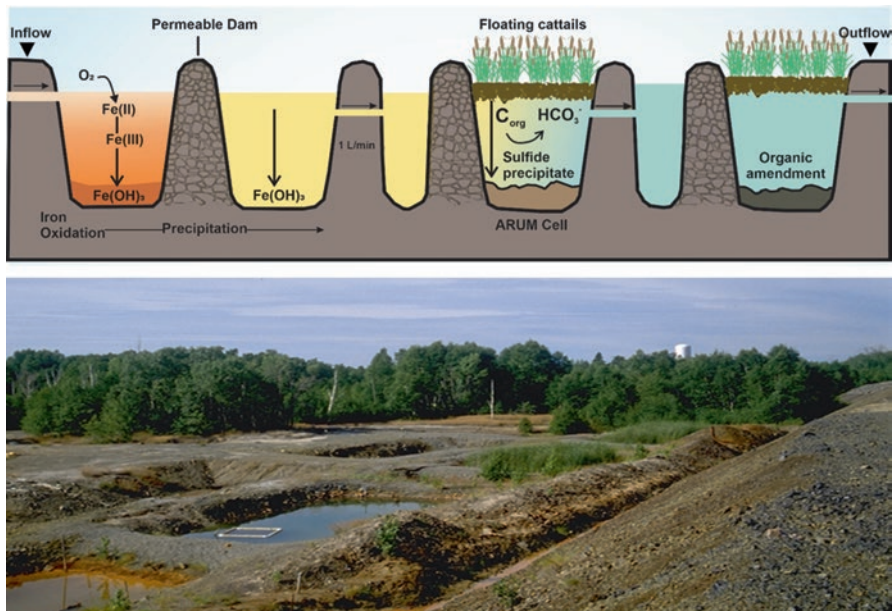 Permeable Dam
Floating cattails
Inflow
Outflow
O₂
Fe(II)
Fe(III)
Fe(OH)₃
Iron
Oxidation
Precipitation
Fe(OH)₃
1 L/min
C org
HCO₃⁻
Sulfide
precipitate
ARUM Cell
Organic
amendment